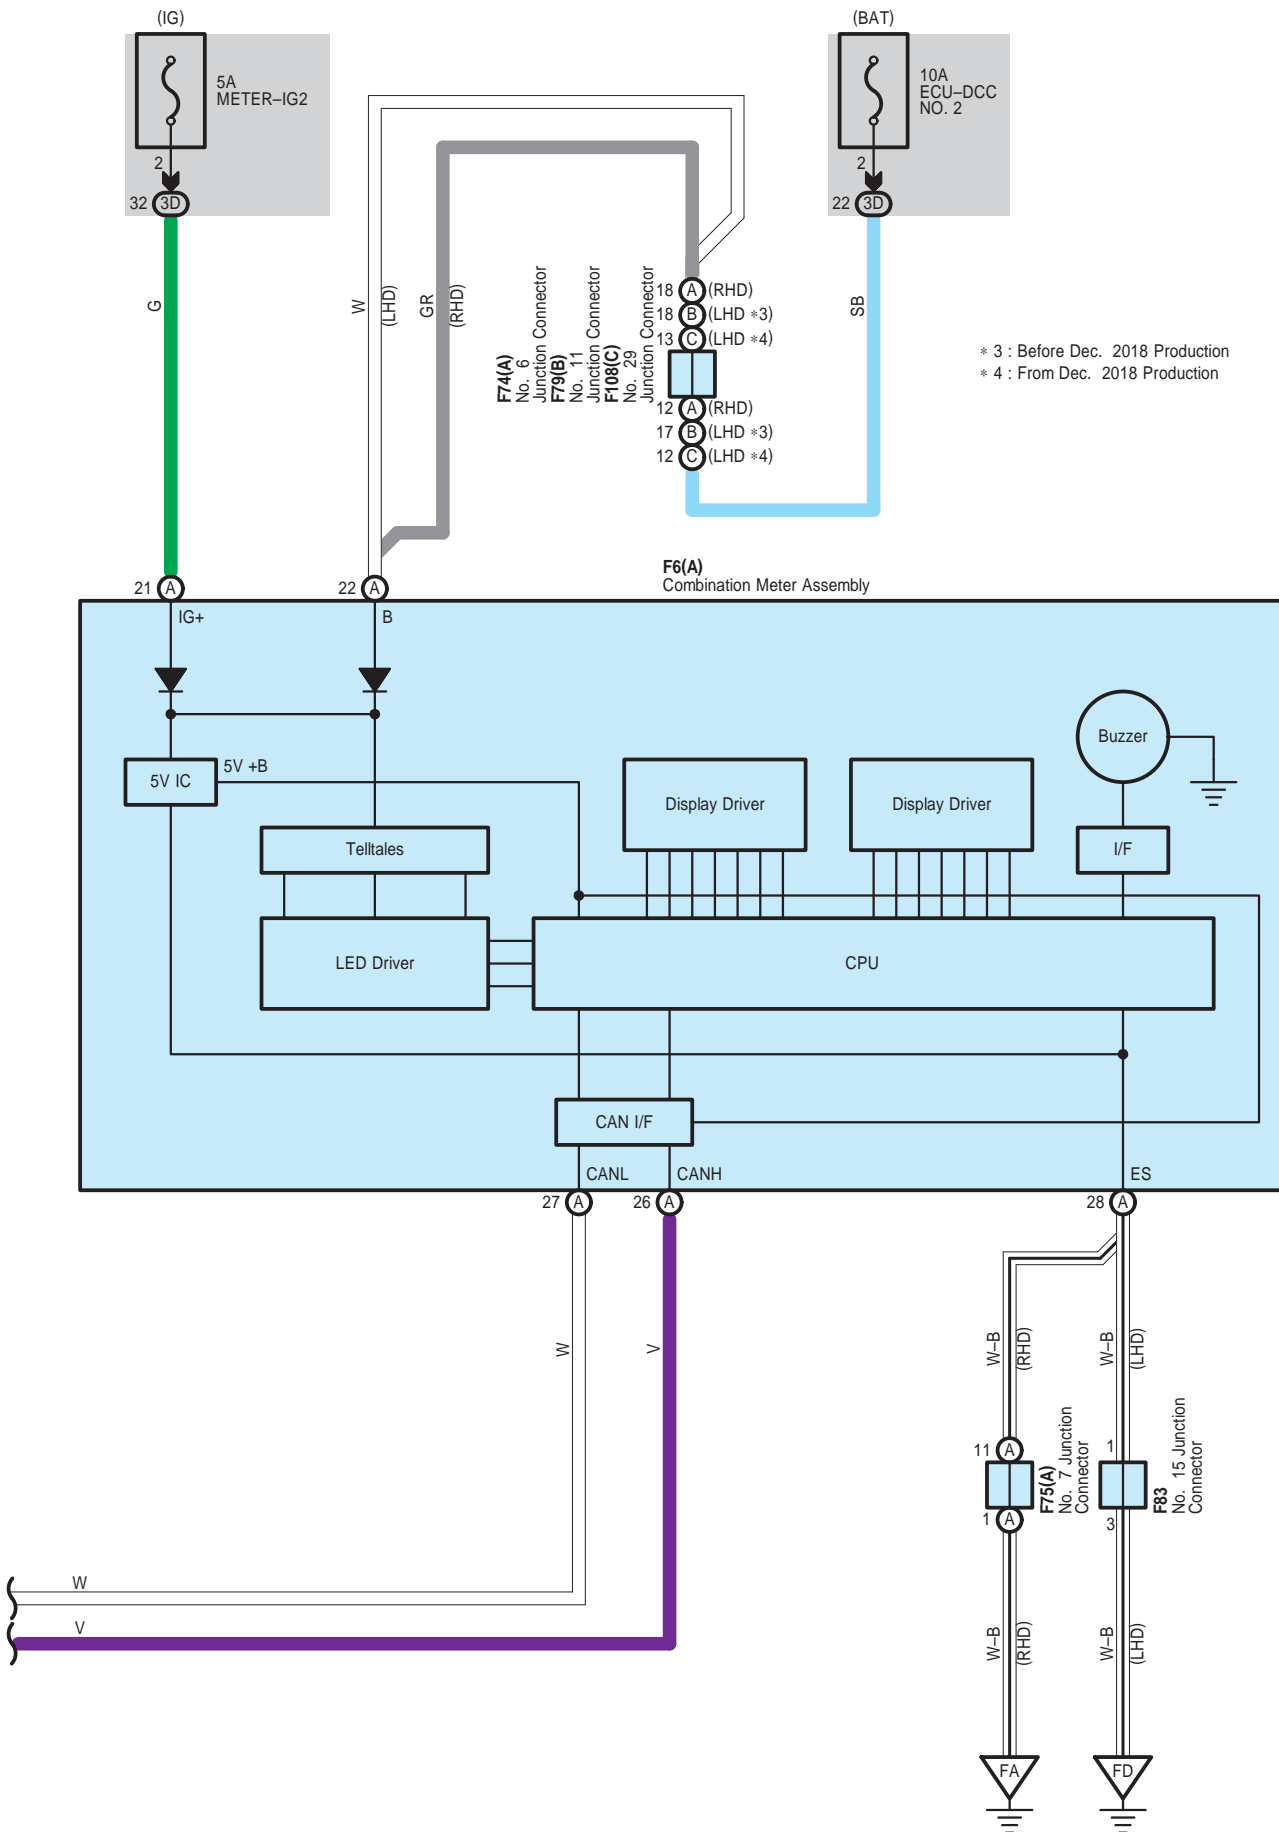 (IG)
5A
METER–IG2
2
32 3D
(BAT)
10A
ECU–DCC
NO. 2
2
22 3D
G
W
(LHD)
GR
(RHD)
SB
F74(A)
No. 6
Junction Connector
F79(B)
No. 11
Junction Connector
F108(C)
No. 29
Junction Connector
18 A (RHD)
18 B (LHD *3)
13 C (LHD *4)
12 A (RHD)
17 B (LHD *3)
12 C (LHD *4)
* 3 : Before Dec. 2018 Production
* 4 : From Dec. 2018 Production
F6(A)
Combination Meter Assembly
21 A
22 A
IG+
B
5V IC
5V +B
Telltales
LED Driver
Display Driver
Display Driver
Buzzer
I/F
CPU
CAN I/F
CANL
CANH
ES
27 A
26 A
28 A
W
V
W–B
(RHD)
W–B
(LHD)
11 A
1 A
F75(A)
No. 7 Junction
Connector
1
3
F83
No. 15 Junction
Connector
W
V
W–B
(RHD)
W–B
(LHD)
FA
FD